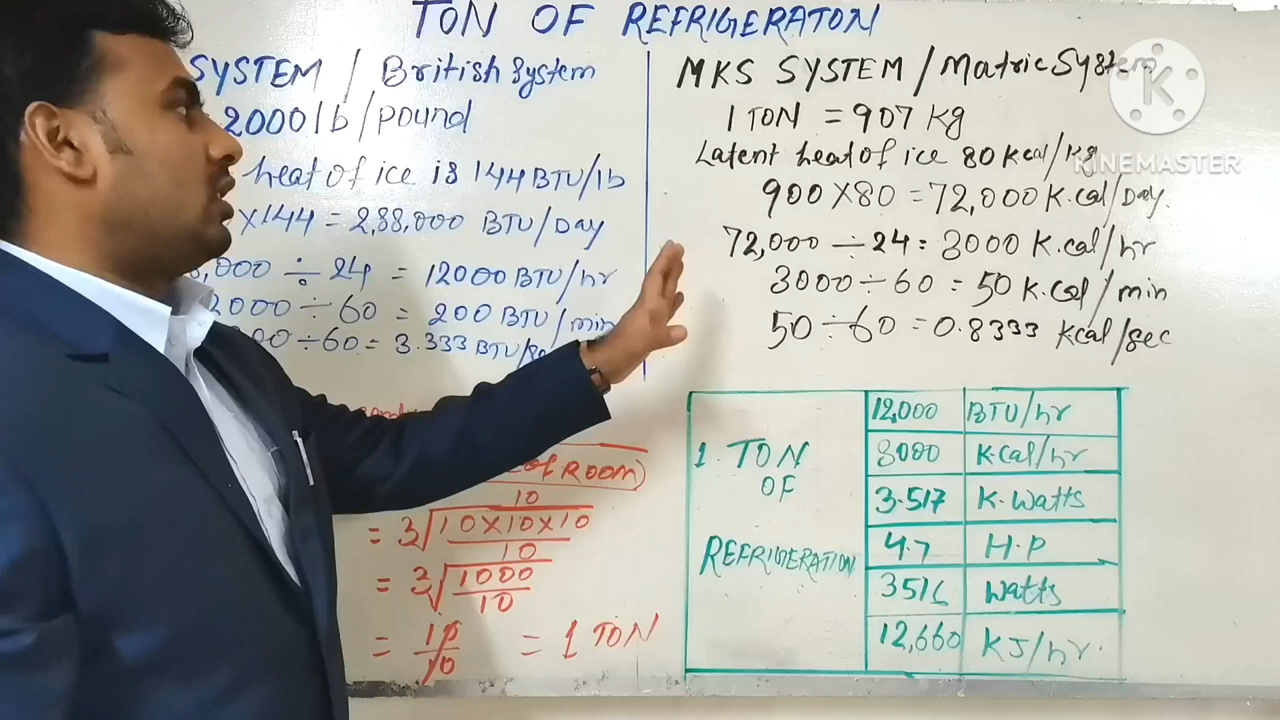 TON OF REFRIGERATON
SYSTEM / British System
2000 lb/pound
heat of ice is 144 BTU/lb
×144 = 2,88,000 BTU/Day
,000 ÷ 24 = 12000 BTU/hr
2000 ÷ 60 = 200 BTU/min
00 ÷ 60 = 3.333 BTU/
of ROOM)
10
= 3√10×10×10
10
= 3√1000
10
= 10
10
= 1 TON
MKS SYSTEM / Matric System
1 TON = 907 kg
Latent heat of ice 80 Kcal/kg
900×80 = 72,000 K.cal/Day.
72,000 ÷ 24 = 3000 K.cal/hr
3000 ÷ 60 = 50 K.cal/min
50 ÷ 60 = 0.8333 Kcal/sec
1. TON
OF
REFRIGERATION
12,000 BTU/hr
3000 K.cal/hr
3.517 K.Watts
4.7 H.P
3516 Watts
12,660 KJ/hr.
K
KINEMASTER